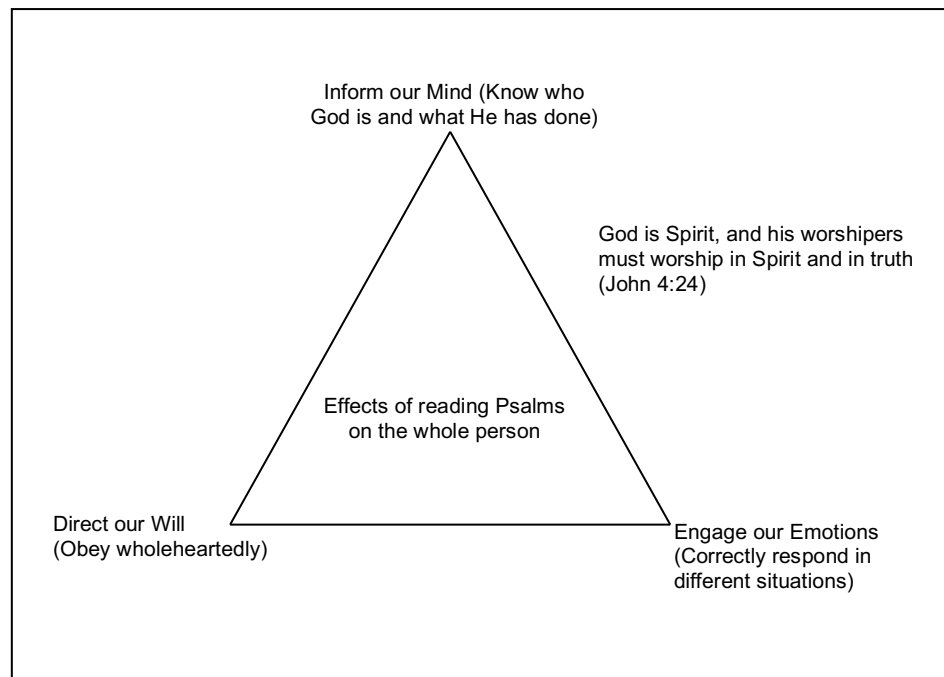 Inform our Mind (Know who
God is and what He has done)
God is Spirit, and his worshipers
must worship in Spirit and in truth
(John 4:24)
Effects of reading Psalms
on the whole person
Direct our Will
(Obey wholeheartedly)
Engage our Emotions
(Correctly respond in
different situations)